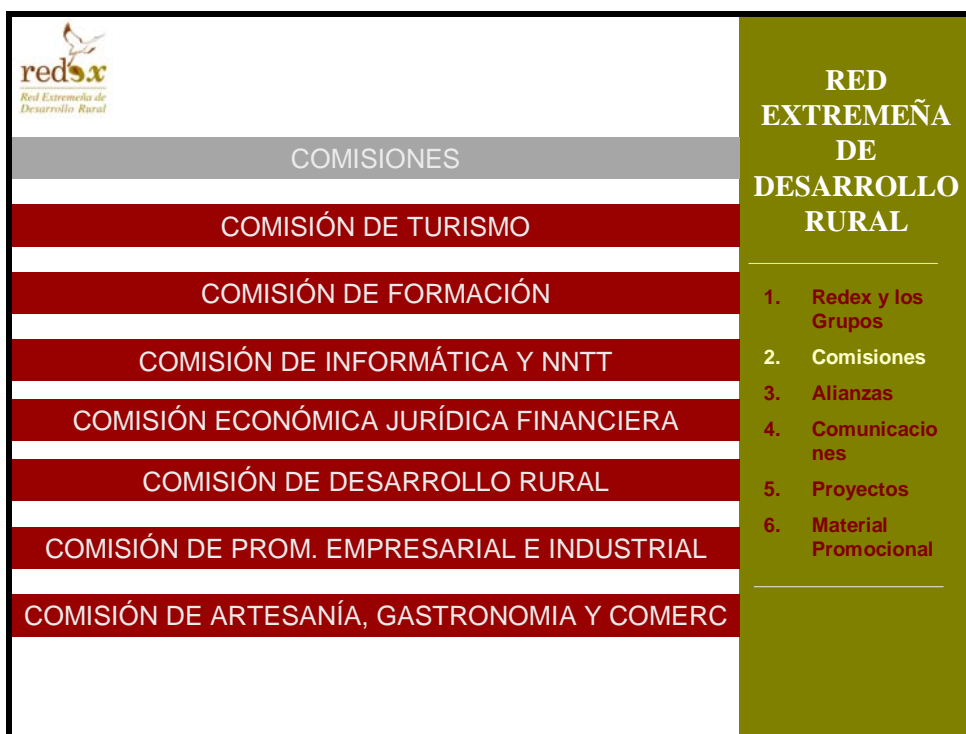 redex
Red Extremeña de
Desarrollo Rural
COMISIONES
COMISIÓN DE TURISMO
COMISIÓN DE FORMACIÓN
COMISIÓN DE INFORMÁTICA Y NNTT
COMISIÓN ECONÓMICA JURÍDICA FINANCIERA
COMISIÓN DE DESARROLLO RURAL
COMISIÓN DE PROM. EMPRESARIAL E INDUSTRIAL
COMISIÓN DE ARTESANÍA, GASTRONOMIA Y COMERC
RED
EXTREMEÑA
DE
DESARROLLO
RURAL
1. Redex y los
Grupos
2. Comisiones
3. Alianzas
4. Comunicacio
nes
5. Proyectos
6. Material
Promocional